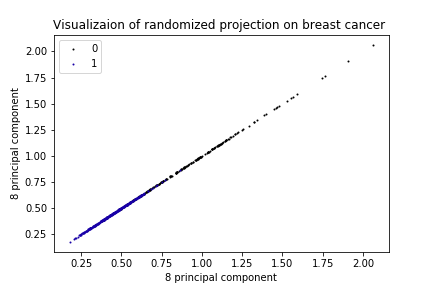 Visualizaion of randomized projection on breast cancer
0
1
8 principal component
2.00
1.75
1.50
1.25
1.00
0.75
0.50
0.25
0.25 0.50 0.75 1.00 1.25 1.50 1.75 2.00
8 principal component